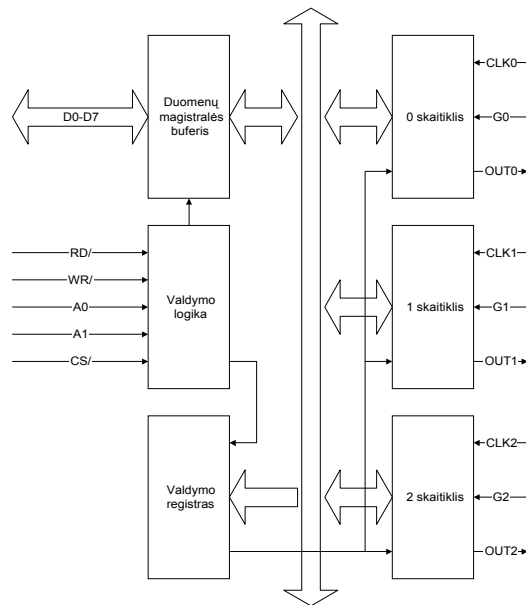 CLK0
Duomenų
magistralės
buferis
D0-D7
0 skaitiklis
G0
OUT0
RD/
WR/
A0
A1
CS/
Valdymo
logika
CLK1
1 skaitiklis
G1
OUT1
Valdymo
registras
CLK2
2 skaitiklis
G2
OUT2